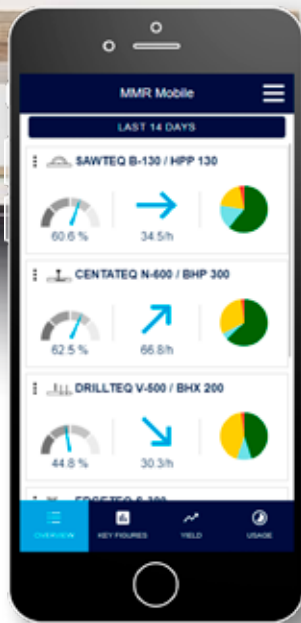 MMR Mobile
LAST 14 DAYS
SAWTEQ B-130 / HPP 130
60.6 % 34.5/h
CENTATEQ N-600 / BHP 300
62.5 % 66.8/h
DRILLTEQ V-500 / BHX 200
44.8 % 30.3/h
OVERVIEW KEY FIGURES YIELD USAGE